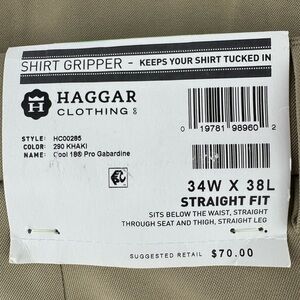 SHIRT GRIPPER – KEEPS YOUR SHIRT TUCKED IN
H
HAGGAR
CLOTHING CO
STYLE: HC00285
COLOR: 290 KHAKI
NAME: Cool 18® Pro Gabardine
0 19781 98960 2
34W X 38L
STRAIGHT FIT
SITS BELOW THE WAIST, STRAIGHT
THROUGH SEAT AND THIGH, STRAIGHT LEG
SUGGESTED RETAIL $70.00